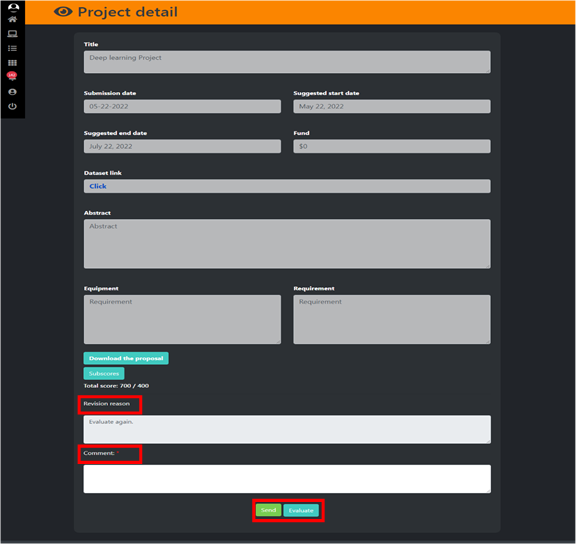 Project detail
Title
Deep learning Project
Submission date
Suggested start date
05-22-2022
May 22, 2022
Suggested end date
Fund
July 22, 2022
$0
Dataset link
Click
Abstract
Abstract
Equipment
Requirement
Requirement
Requirement
Download the proposal
Subscores
Total score: 700 / 400
Revision reason
Evaluate again.
Comment: *
Send
Evaluate